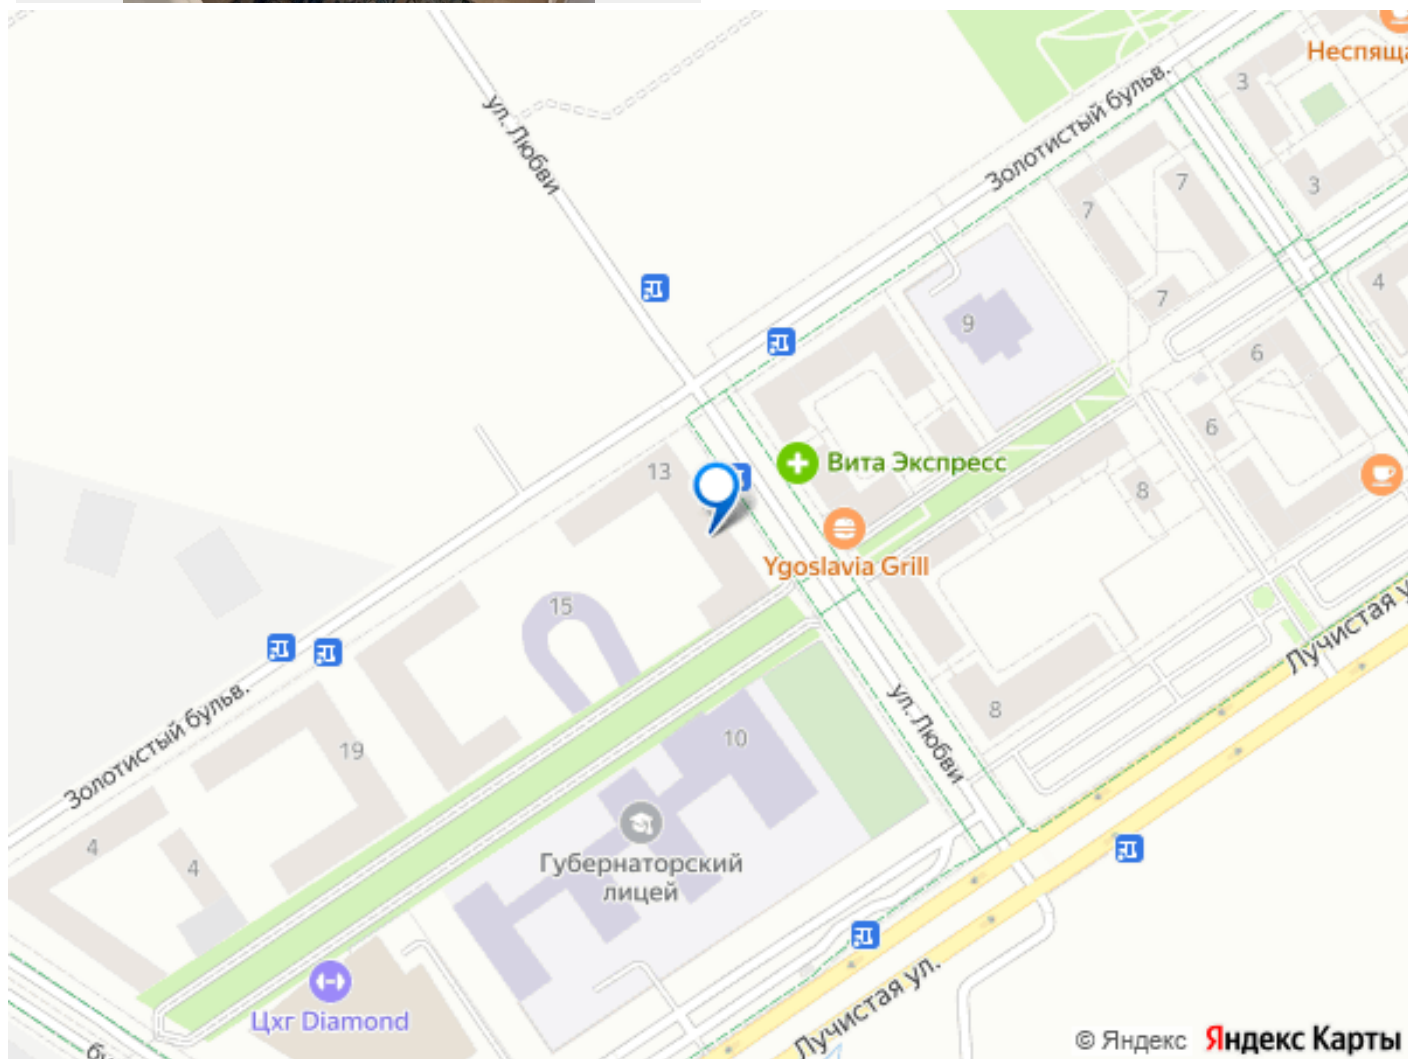 Неспяща
3
Золотистый бульв.
ул. Любви
7
7
3
7
4
9
6
6
13
Вита Экспресс
8
Ygoslavia Grill
15
Лучистая у
ул. Любви
8
Золотистый бульв.
19
10
4
4
Губернаторский
лицей
Цхг Diamond
Лучистая ул.
бу
© Яндекс Яндекс Карты